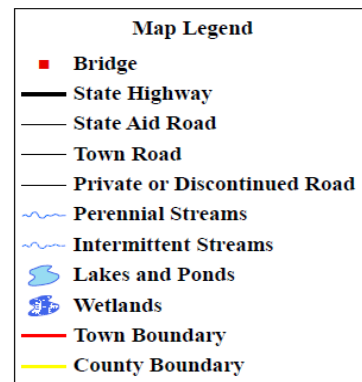 Map Legend
Bridge
State Highway
State Aid Road
Town Road
Private or Discontinued Road
Perennial Streams
Intermittent Streams
Lakes and Ponds
Wetlands
Town Boundary
County Boundary